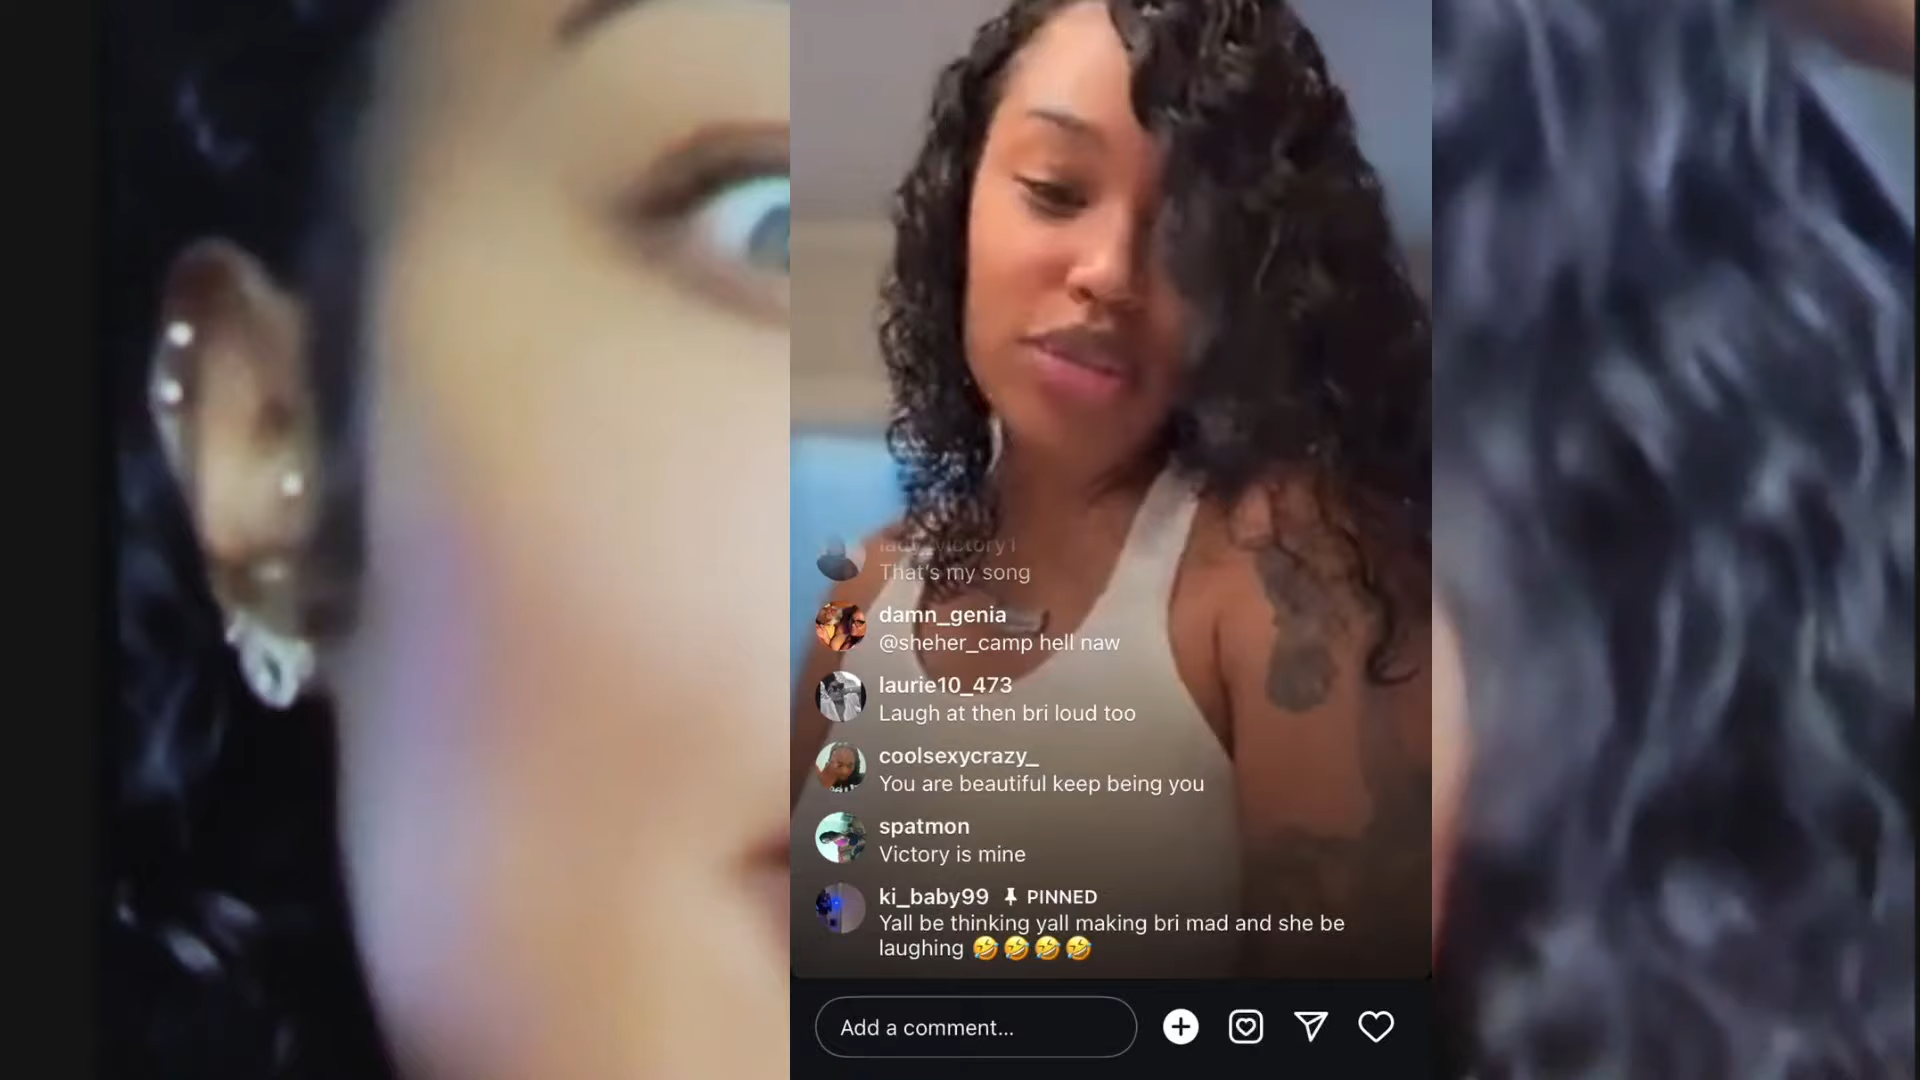 That's my song
damn_genia
@sheher_camp hell naw
laurie10_473
Laugh at then bri loud too
coolsexycrazy_
You are beautiful keep being you
spatmon
Victory is mine
ki_baby99 PINNED
Yall be thinking yall making bri mad and she be
laughing 🤣🤣🤣🤣
Add a comment...